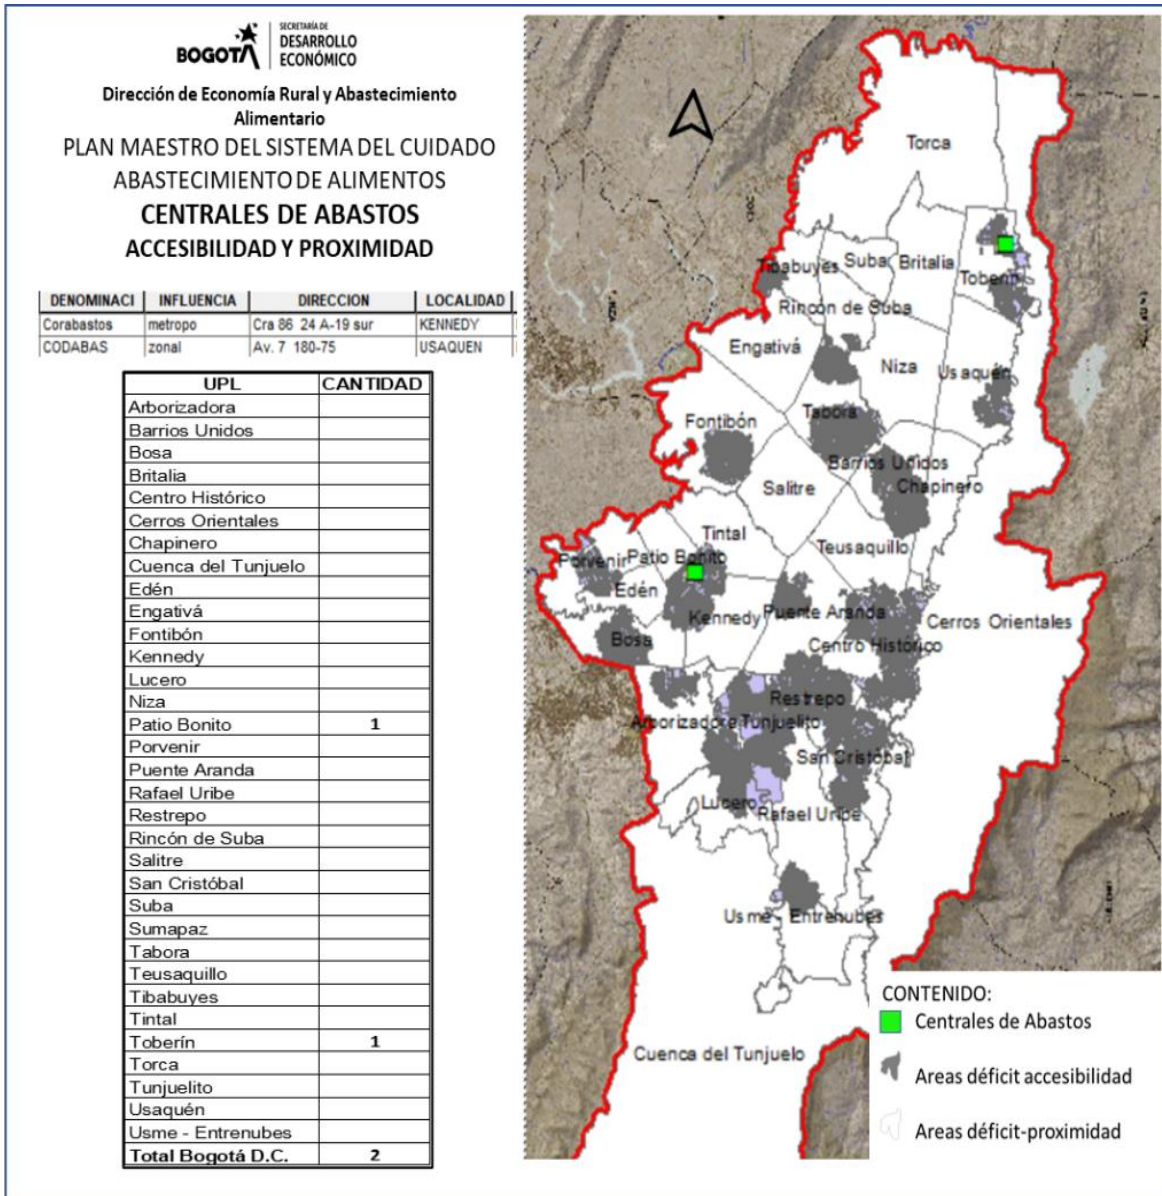 BOGOTÁ
SECRETARÍA DE
DESARROLLO
ECONÓMICO
Dirección de Economía Rural y Abastecimiento
Alimentario
PLAN MAESTRO DEL SISTEMA DEL CUIDADO
ABASTECIMIENTO DE ALIMENTOS
CENTRALES DE ABASTOS
ACCESIBILIDAD Y PROXIMIDAD
DENOMINACI INFLUENCIA DIRECCION LOCALIDAD
Corabastos metropo Cra 86 24 A-19 sur KENNEDY
CODABAS zonal Av. 7 180-75 USAQUEN
UPL CANTIDAD
Arborizadora
Barrios Unidos
Bosa
Britalia
Centro Histórico
Cerros Orientales
Chapinero
Cuenca del Tunjuelo
Edén
Engativá
Fontibón
Kennedy
Lucero
Niza
Patio Bonito 1
Porvenir
Puente Aranda
Rafael Uribe
Restrepo
Rincón de Suba
Salitre
San Cristóbal
Suba
Sumapaz
Tabora
Teusaquillo
Tibabuyes
Tintal
Toberín 1
Torca
Tunjuelito
Usaquén
Usme - Entrenubes
Total Bogotá D.C. 2
Torca
Tibabuyes
Suba
Britalia
Toberín
Rincón de Suba
Engativá
Niza
Usaquén
Fontibón
Tabora
Barrios Unidos
Salitre
Chapinero
Tintal
Teusaquillo
Porvenir
Patio Bonito
Edén
Kennedy
Puente Aranda
Cerros Orientales
Bosa
Centro Histórico
Restrepo
Arborizadora
Tunjuelito
San Cristóbal
Lucero
Rafael Uribe
Usme - Entrenubes
Cuenca del Tunjuelo
CONTENIDO:
Centrales de Abastos
Areas déficit accesibilidad
Areas déficit-proximidad